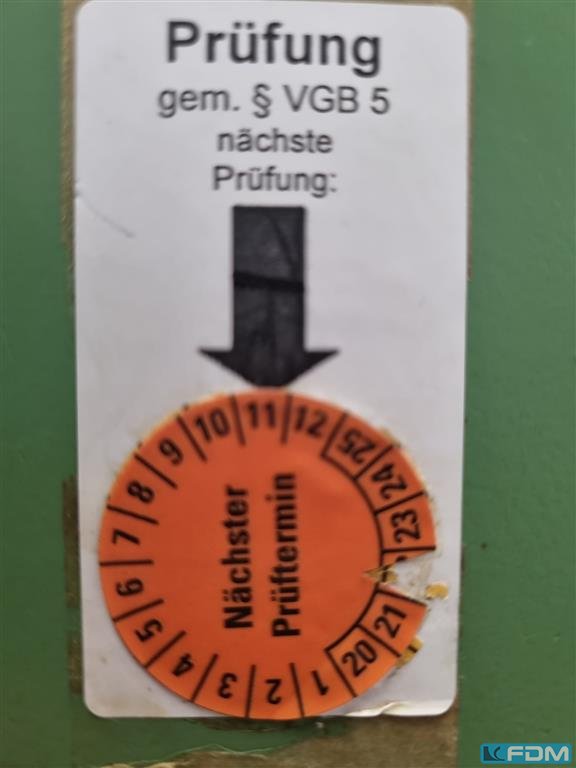 Prüfung
gem. § VGB 5
nächste
Prüfung:
1 2 3 4 5 6 7 8 9 10 11 12
20 21 23 24 25
Nächster
Prüftermin
FDM